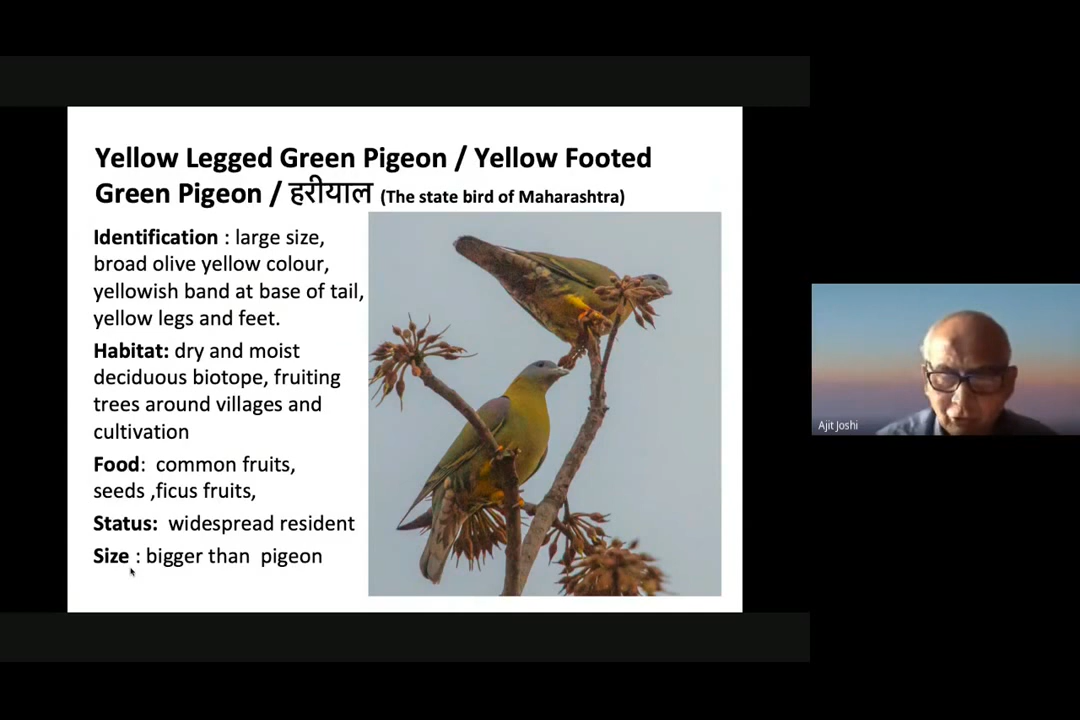 Yellow Legged Green Pigeon / Yellow Footed
Green Pigeon / हरीयाल (The state bird of Maharashtra)
Identification : large size,
broad olive yellow colour,
yellowish band at base of tail,
yellow legs and feet.
Habitat: dry and moist
deciduous biotope, fruiting
trees around villages and
cultivation
Food:  common fruits,
seeds ,ficus fruits,
Status:  widespread resident
Size : bigger than  pigeon
Ajit Joshi